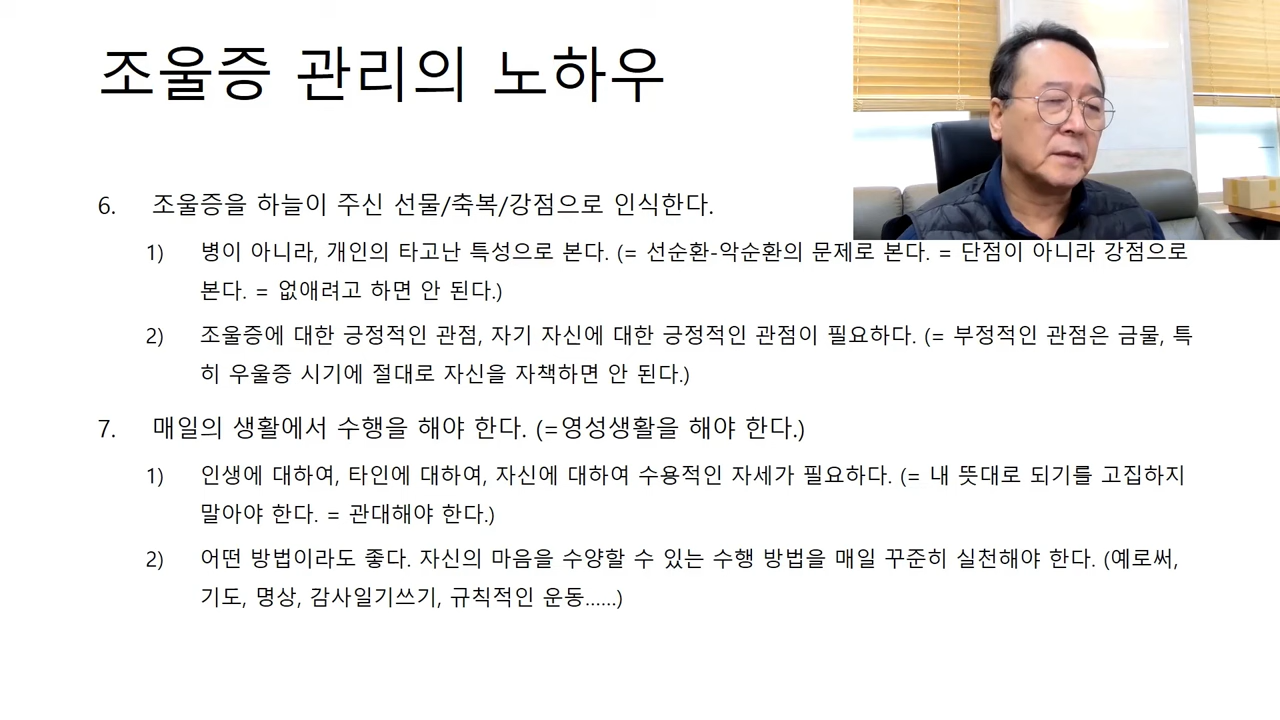 조울증 관리의 노하우
6. 조울증을 하늘이 주신 선물/축복/강점으로 인식한다.
1) 병이 아니라, 개인의 타고난 특성으로 본다. (= 선순환-악순환의 문제로 본다. = 단점이 아니라 강점으로
본다. = 없애려고 하면 안 된다.)
2) 조울증에 대한 긍정적인 관점, 자기 자신에 대한 긍정적인 관점이 필요하다. (= 부정적인 관점은 금물, 특
히 우울증 시기에 절대로 자신을 자책하면 안 된다.)
7. 매일의 생활에서 수행을 해야 한다. (=영성생활을 해야 한다.)
1) 인생에 대하여, 타인에 대하여, 자신에 대하여 수용적인 자세가 필요하다. (= 내 뜻대로 되기를 고집하지
말아야 한다. = 관대해야 한다.)
2) 어떤 방법이라도 좋다. 자신의 마음을 수양할 수 있는 수행 방법을 매일 꾸준히 실천해야 한다. (예로써,
기도, 명상, 감사일기쓰기, 규칙적인 운동……)